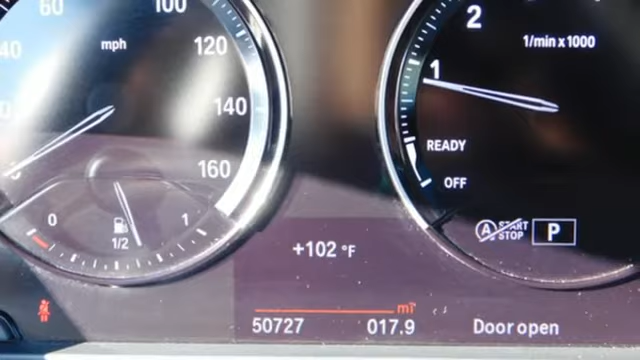 60
100
40
mph
120
140
160
0
1/2
1
2
1/min x 1000
1
READY
OFF
A START
STOP
P
+102 °F
mi
50727 017.9
Door open